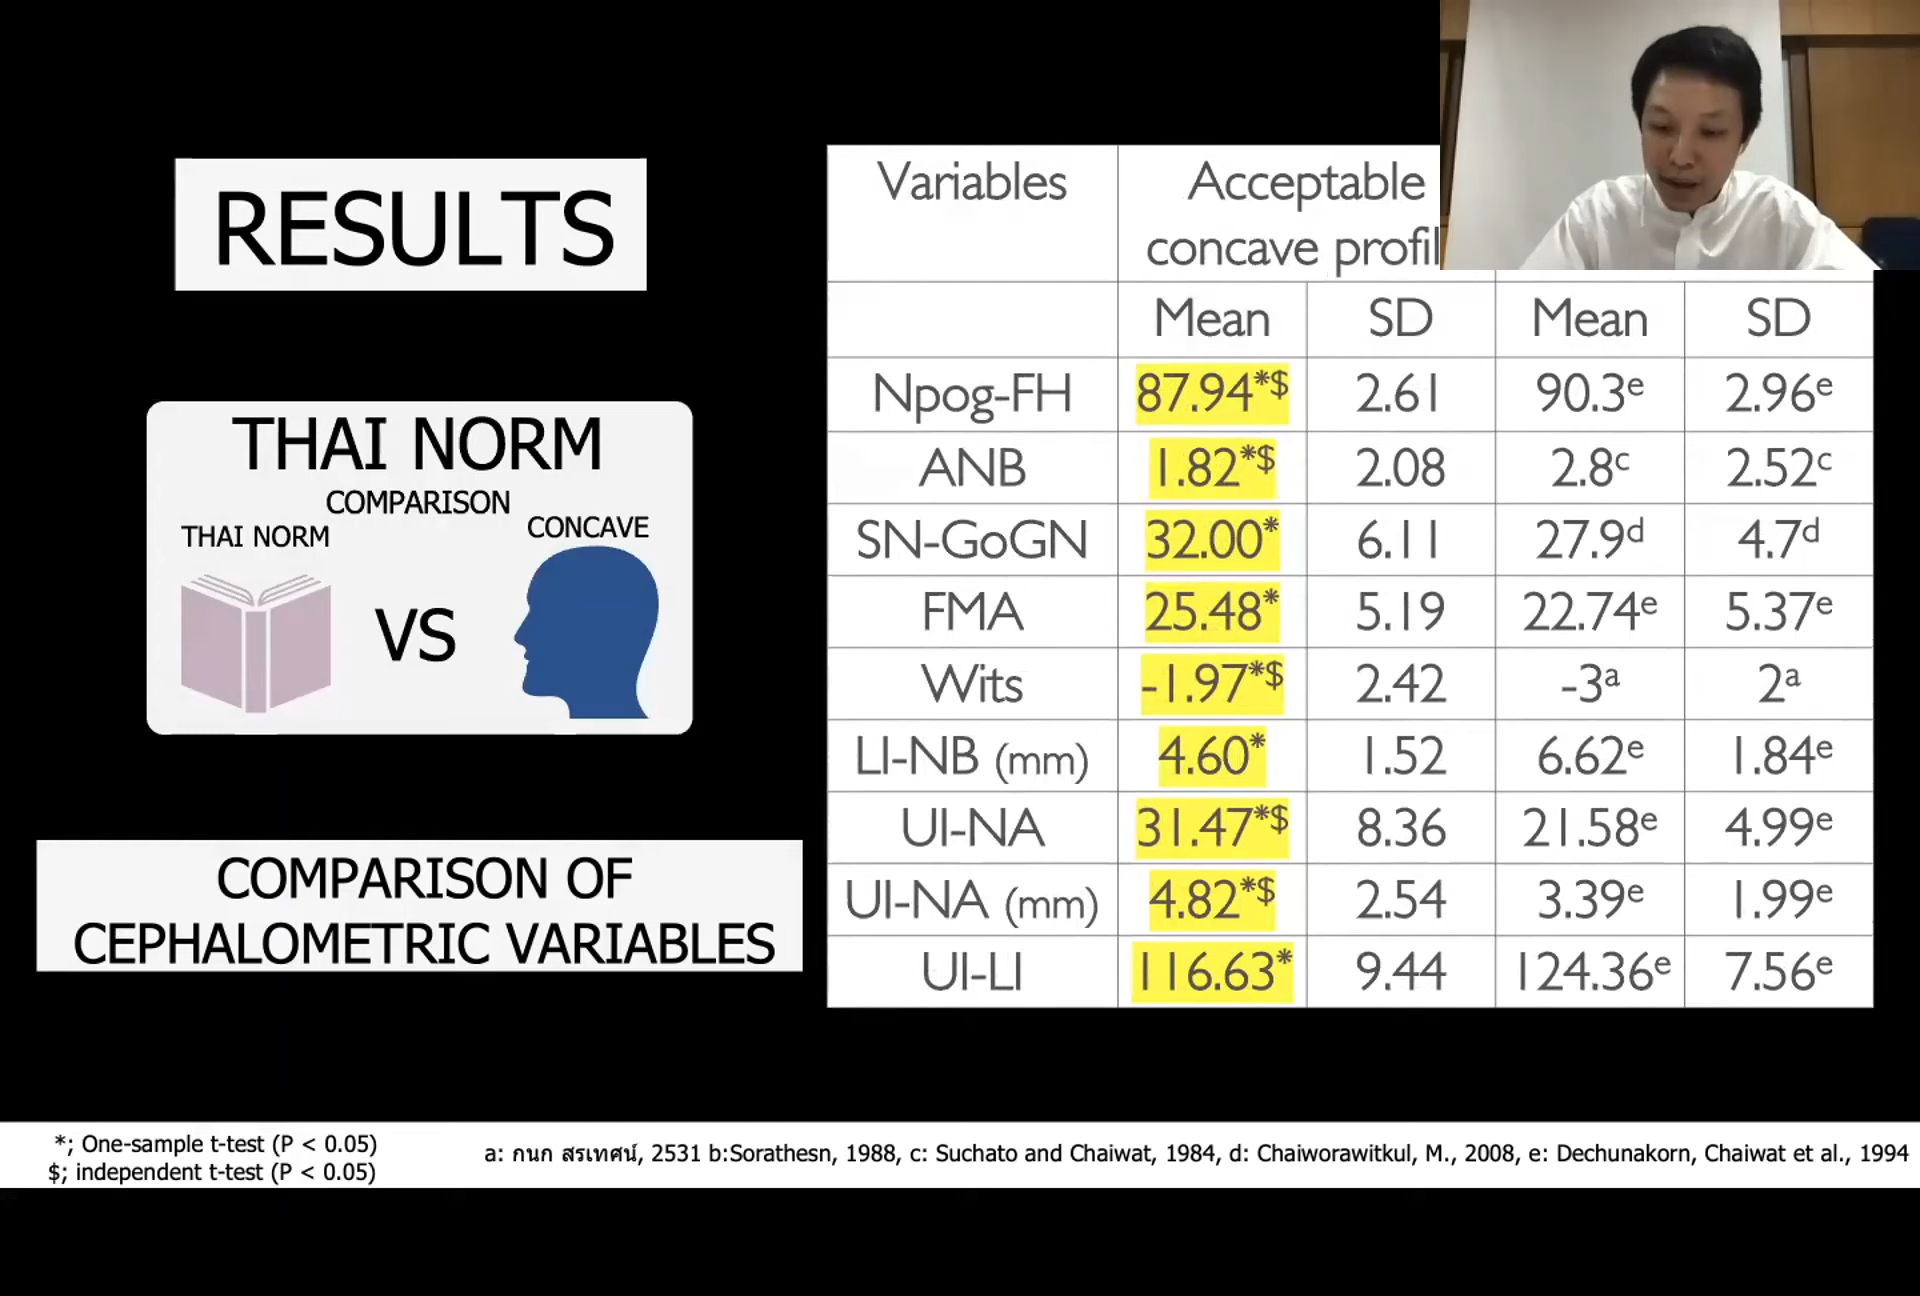 RESULTS
THAI NORM
COMPARISON
THAI NORM
CONCAVE
VS
COMPARISON OF
CEPHALOMETRIC VARIABLES
Variables Acceptable
concave
Mean SD Mean SD
Npog-FH 87.94*$ 2.61 90.3e 2.96e
ANB 1.82*$ 2.08 2.8c 2.52c
SN-GoGN 32.00* 6.11 27.9d 4.7d
FMA 25.48* 5.19 22.74e 5.37e
Wits -1.97*$ 2.42 -3a 2a
LI-NB (mm) 4.60* 1.52 6.62e 1.84e
UI-NA 31.47*$ 8.36 21.58e 4.99e
UI-NA (mm) 4.82*$ 2.54 3.39e 1.99e
UI-LI 116.63* 9.44 124.36e 7.56e
*; One-sample t-test (P < 0.05)
$; independent t-test (P < 0.05)
a: กนก สรเทศน์, 2531 b:Sorathesn, 1988, c: Suchato and Chaiwat, 1984, d: Chaiworawitkul, M., 2008, e: Dechunakorn, Chaiwat et al., 1994